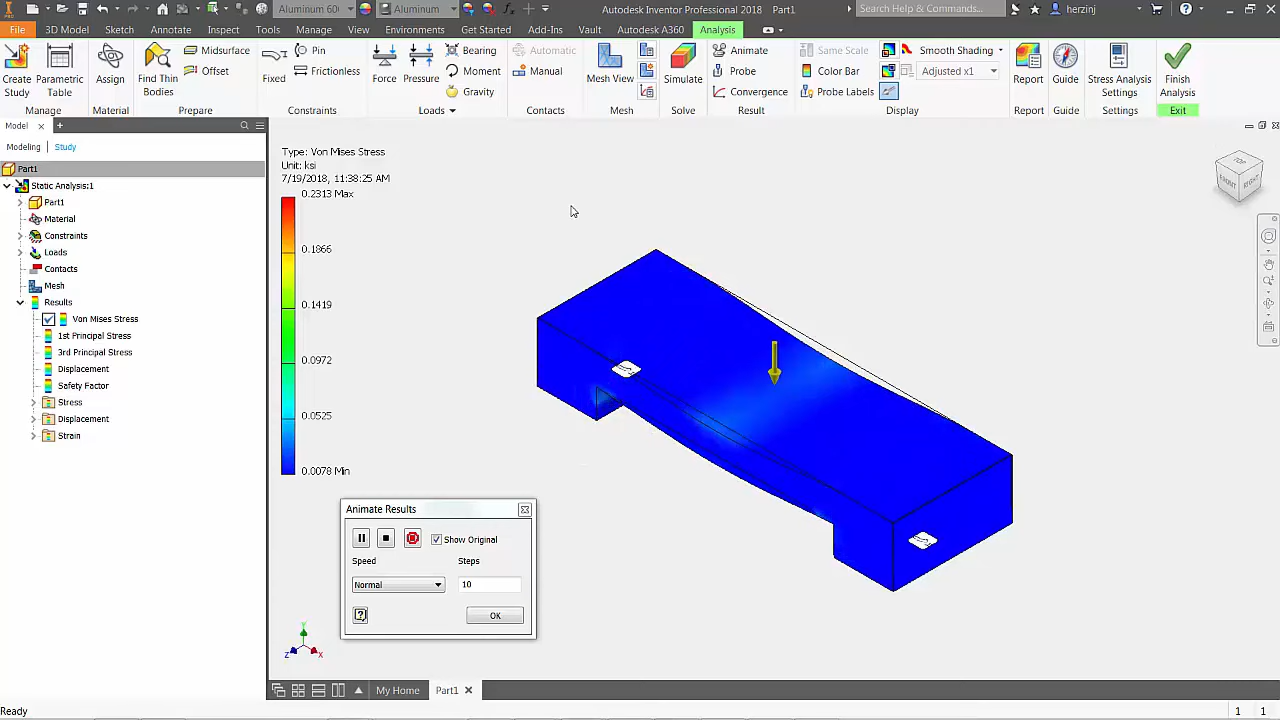 Aluminum 60
Aluminum
Autodesk Inventor Professional 2018 Part1
Search Help & Commands...
herzinj
PRO
File 3D Model Sketch Annotate Inspect Tools Manage View Environments Get Started Add-Ins Vault Autodesk A360 Analysis
Create Study
Parametric Table
Manage
Assign
Material
Find Thin Bodies
Midsurface
Offset
Prepare
Fixed
Pin
Frictionless
Constraints
Force
Pressure
Bearing
Moment
Gravity
Loads
Automatic
Manual
Contacts
Mesh View
Mesh
Simulate
Solve
Animate
Probe
Convergence
Result
Same Scale
Color Bar
Probe Labels
Smooth Shading
Adjusted x1
Display
Report
Report
Guide
Guide
Stress Analysis Settings
Settings
Finish Analysis
Exit
Model
Modeling Study
Part1
Static Analysis:1
Part1
Material
Constraints
Loads
Contacts
Mesh
Results
Von Mises Stress
1st Principal Stress
3rd Principal Stress
Displacement
Safety Factor
Stress
Displacement
Strain
Type: Von Mises Stress
Unit: ksi
7/19/2018, 11:38:25 AM
0.2313 Max
0.1866
0.1419
0.0972
0.0525
0.0078 Min
TOP
FRONT
RIGHT
Animate Results
Show Original
Speed Steps
Normal 10
OK
Y
Z X
My Home Part1
Ready 1 1